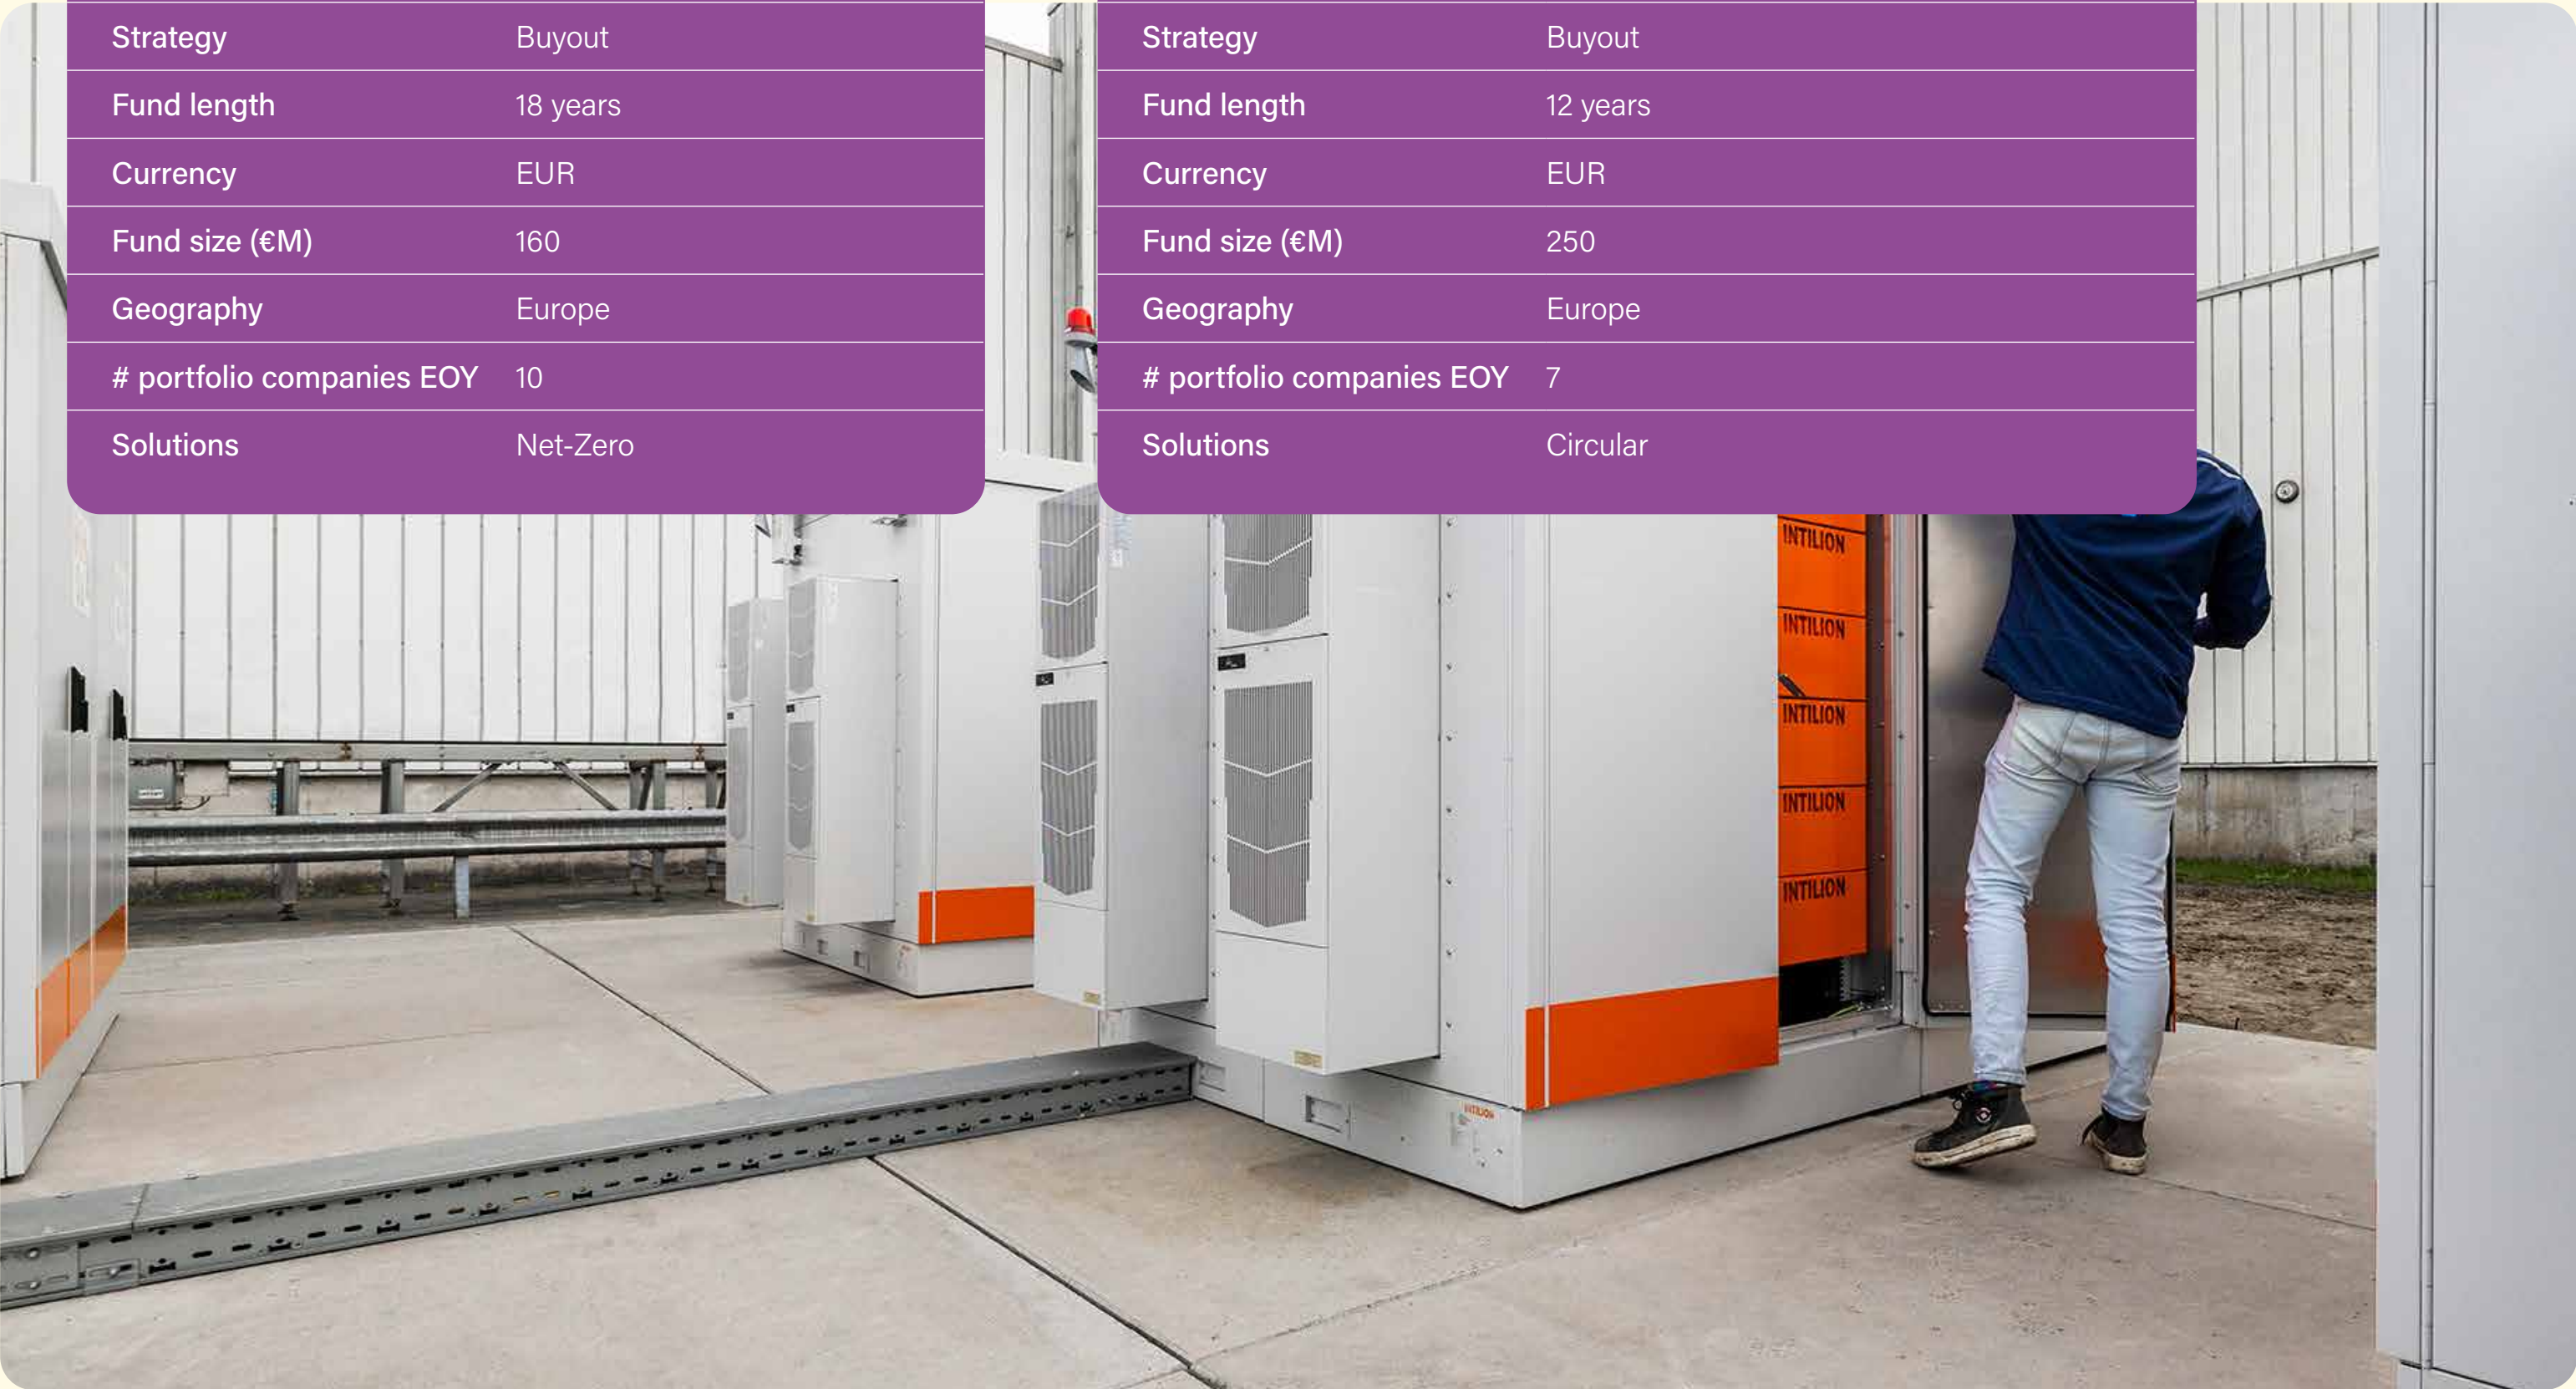 Strategy Buyout
Fund length 18 years
Currency EUR
Fund size (€M) 160
Geography Europe
# portfolio companies EOY 10
Solutions Net-Zero
Strategy Buyout
Fund length 12 years
Currency EUR
Fund size (€M) 250
Geography Europe
# portfolio companies EOY 7
Solutions Circular
INTILION
INTILION
INTILION
INTILION
INTILION
INTILION